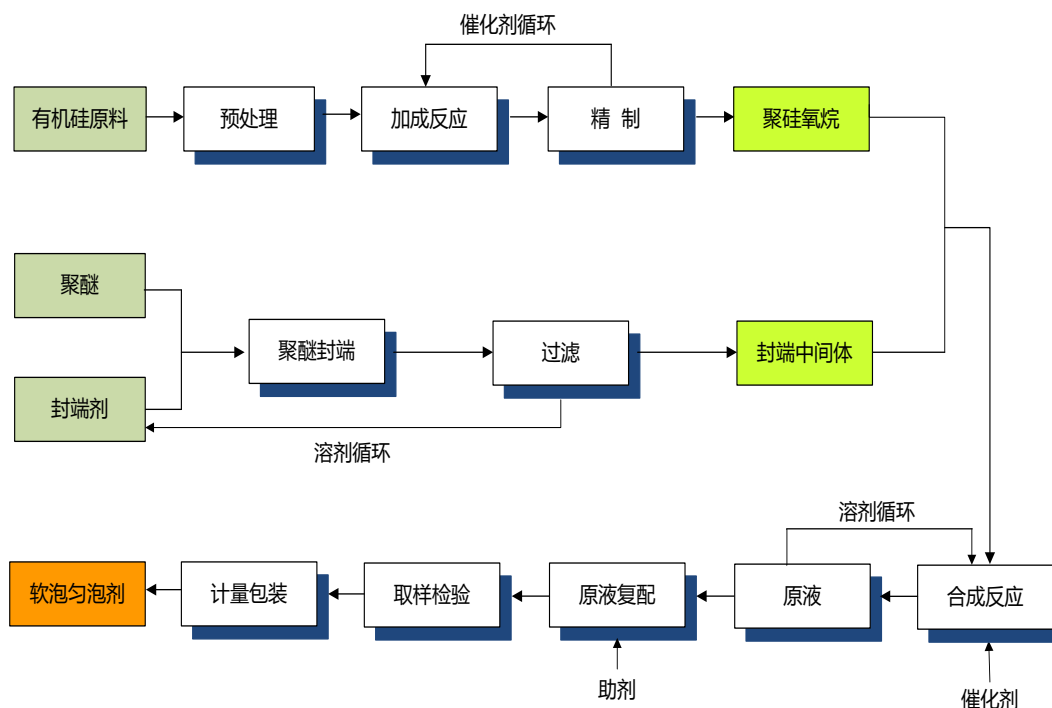 催化剂循环
有机硅原料
预处理
加成反应
精 制
聚硅氧烷
聚醚
聚醚封端
过滤
封端中间体
封端剂
溶剂循环
溶剂循环
软泡匀泡剂
计量包装
取样检验
原液复配
原液
合成反应
助剂
催化剂